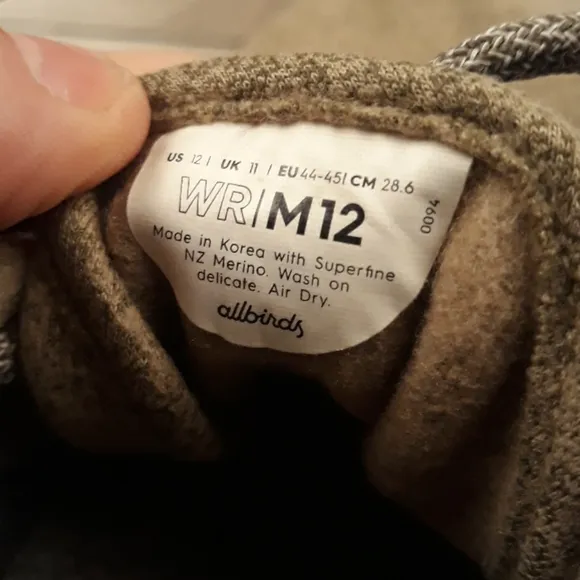 US 12 | UK 11 | EU 44-45 | CM 28.6
WR|M12
Made in Korea with Superfine
NZ Merino. Wash on
delicate. Air Dry.
allbirds
0094